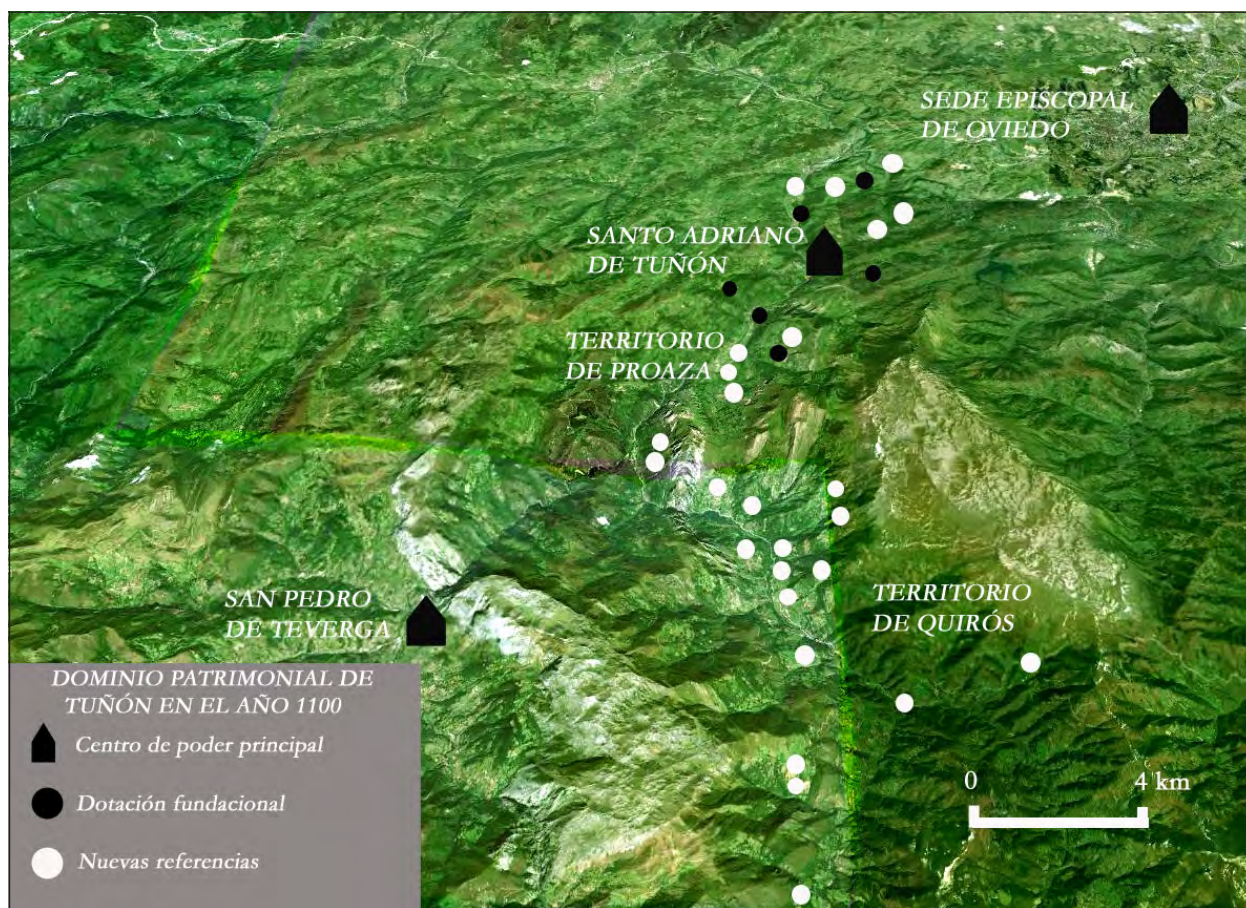 SEDE EPISCOPAL
DE OVIEDO
SANTO ADRIANO
DE TUÑÓN
TERRITORIO
DE PROAZA
SAN PEDRO
DE TEVERGA
TERRITORIO
DE QUIRÓS
DOMINIO PATRIMONIAL DE
TUÑÓN EN EL AÑO 1100
Centro de poder principal
Dotación fundacional
Nuevas referencias
0 4 km